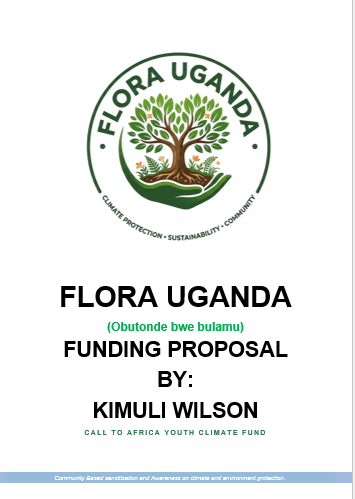 • FLORA UGANDA •
CLIMATE PROTECTION • SUSTAINABILITY • COMMUNITY
FLORA UGANDA
(Obutonde bwe bulamu)
FUNDING PROPOSAL
BY:
KIMULI WILSON
CALL TO AFRICA YOUTH CLIMATE FUND
Community Based sensitization and Awareness on climate and environment protection.